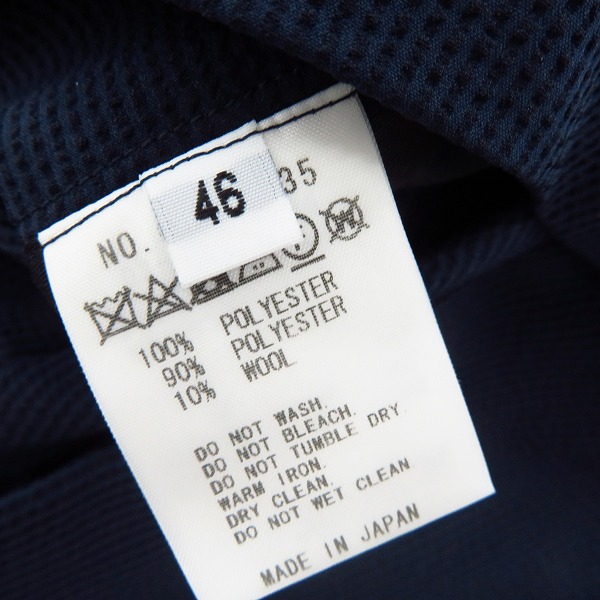 46
NO. 35
100% POLYESTER
90% POLYESTER
10% WOOL
DO NOT WASH.
DO NOT BLEACH.
DO NOT TUMBLE DRY.
WARM IRON.
DRY CLEAN.
DO NOT WET CLEAN
MADE IN JAPAN